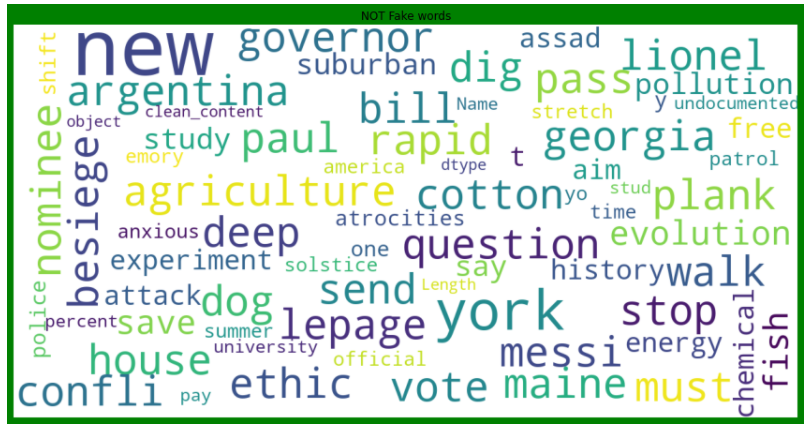 NOT Fake words
new
governor
assad
lionel
shift
suburban
dig
pass
pollution
argentina
bill
Name
y
undocumented
clean_content
object
stretch
free
nominee
besiege
study
paul
rapid
t
georgia
patrol
emory
america
dtype
aim
agriculture
cotton
yo
stud
plank
atrocities
time
anxious
deep
one
question
evolution
experiment
solstice
say
history
walk
attack
dog
send
Length
york
stop
police
percent
save
summer
lepage
university
messi
energy
chemical
fish
house
official
confli
pay
ethic
vote
maine
must